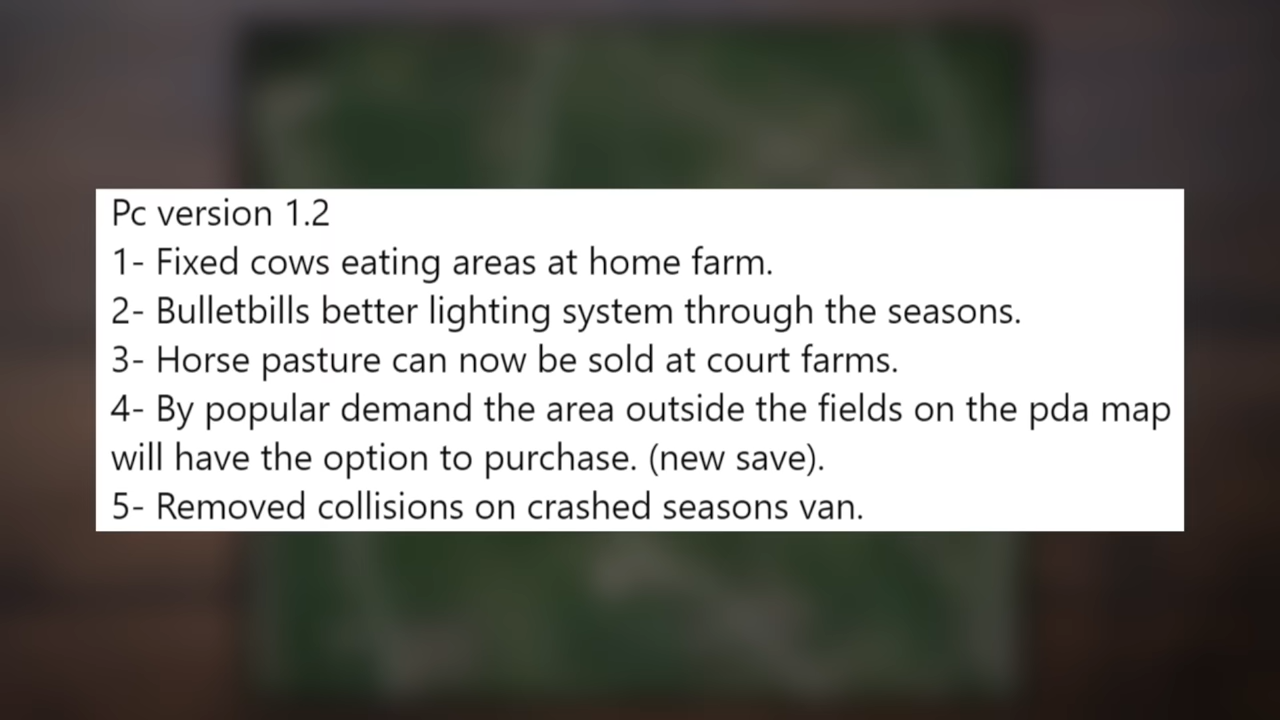 Pc version 1.2
1- Fixed cows eating areas at home farm.
2- Bulletbills better lighting system through the seasons.
3- Horse pasture can now be sold at court farms.
4- By popular demand the area outside the fields on the pda map
will have the option to purchase. (new save).
5- Removed collisions on crashed seasons van.